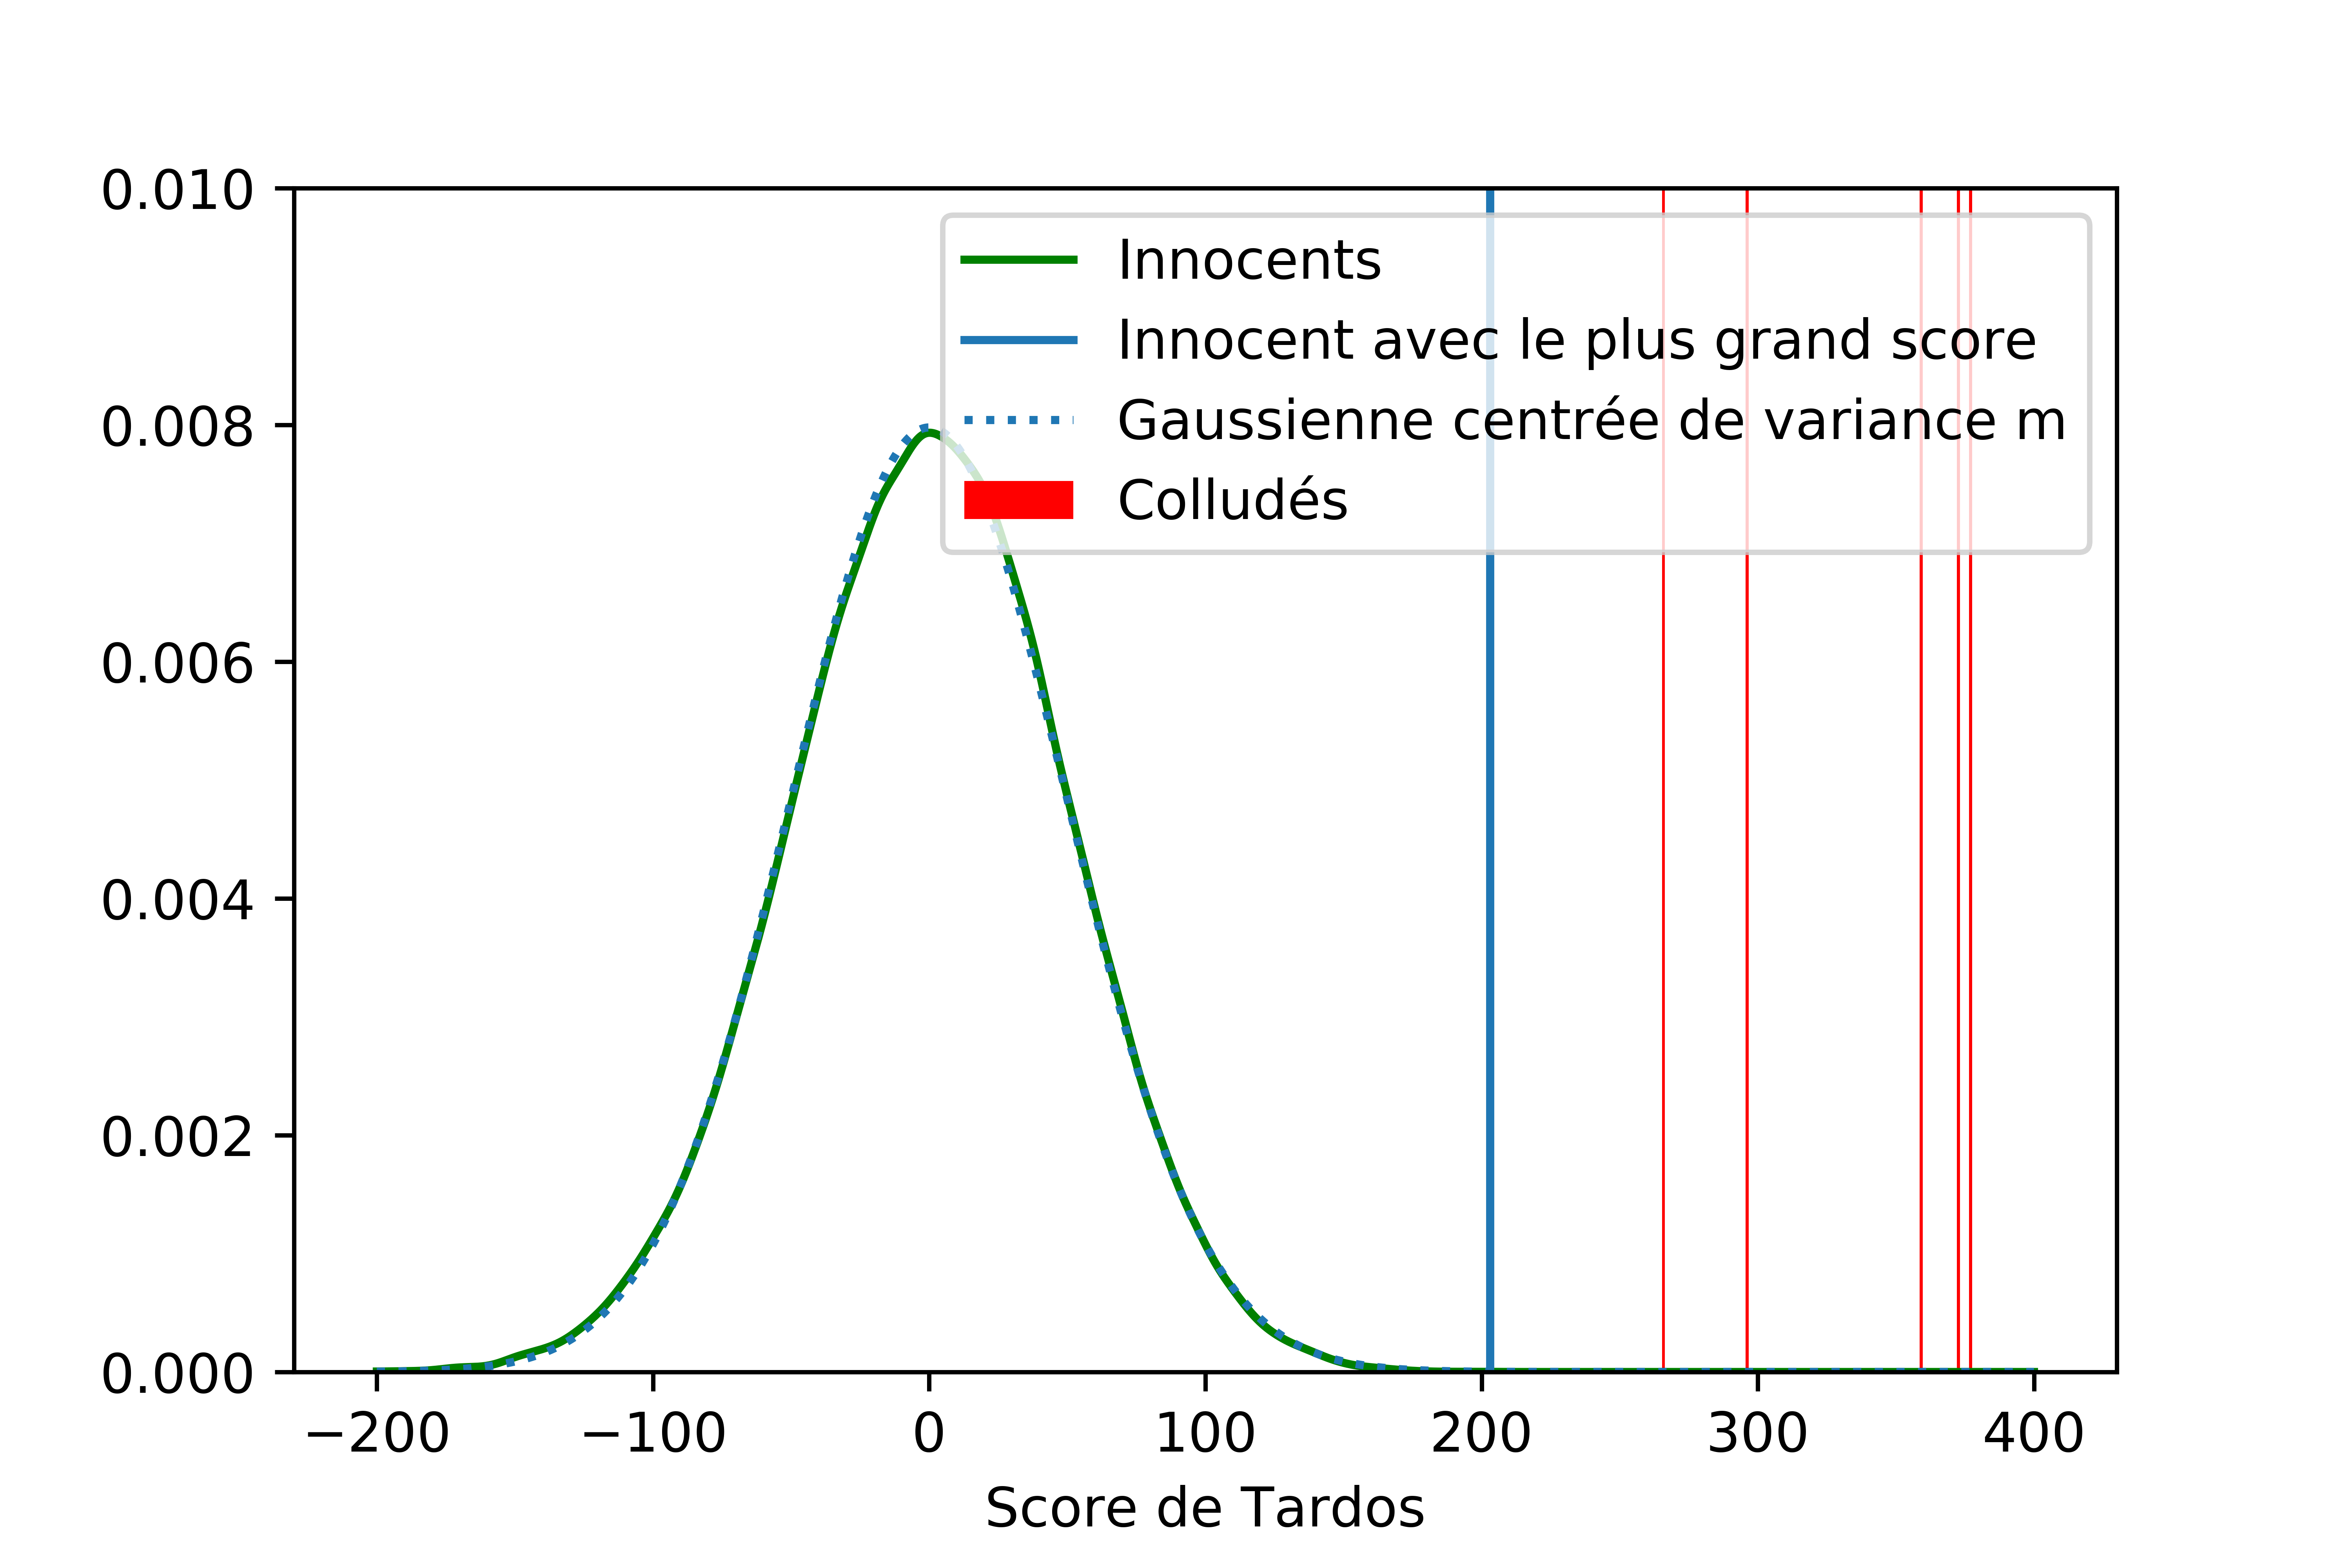 0.010
0.008
0.006
0.004
0.002
0.000
Innocents
Innocent avec le plus grand score
Gaussienne centrée de variance m
Colludés
−200 −100 0 100 200 300 400
Score de Tardos